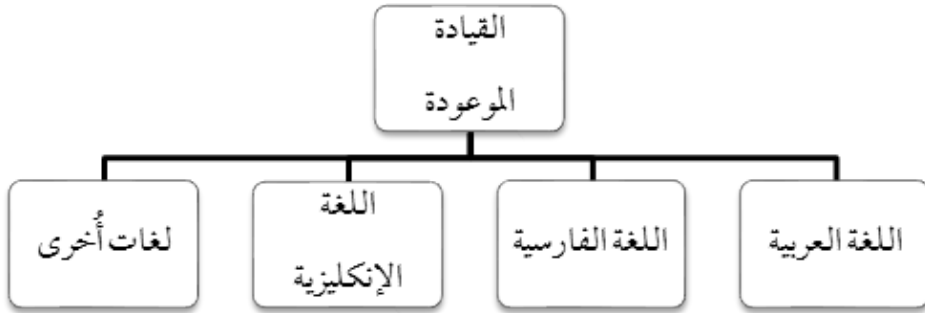 القيادة
الموعودة
اللغة العربية
اللغة الفارسية
اللغة
الإنكليزية
لغات أُخرى